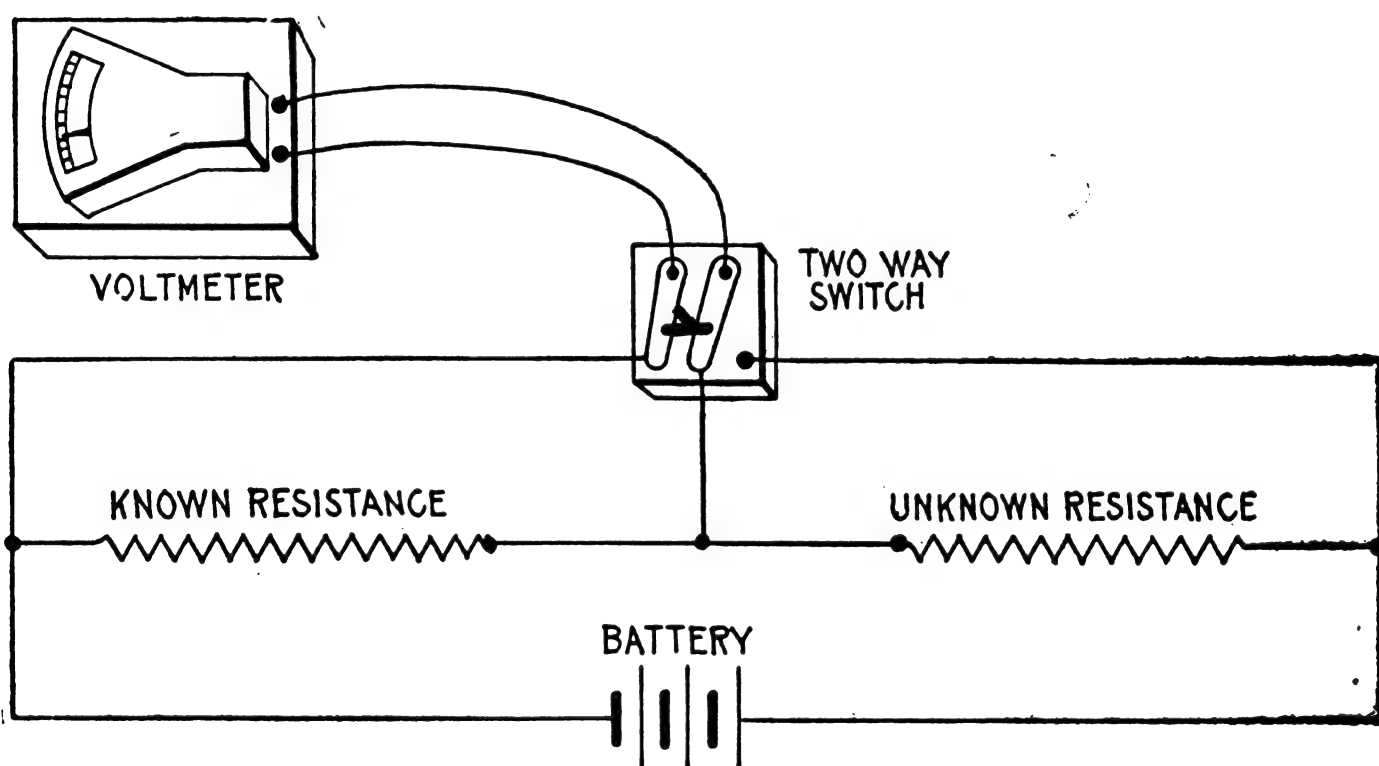 VOLTMETER
TWO WAY
SWITCH
KNOWN RESISTANCE
UNKNOWN RESISTANCE
BATTERY